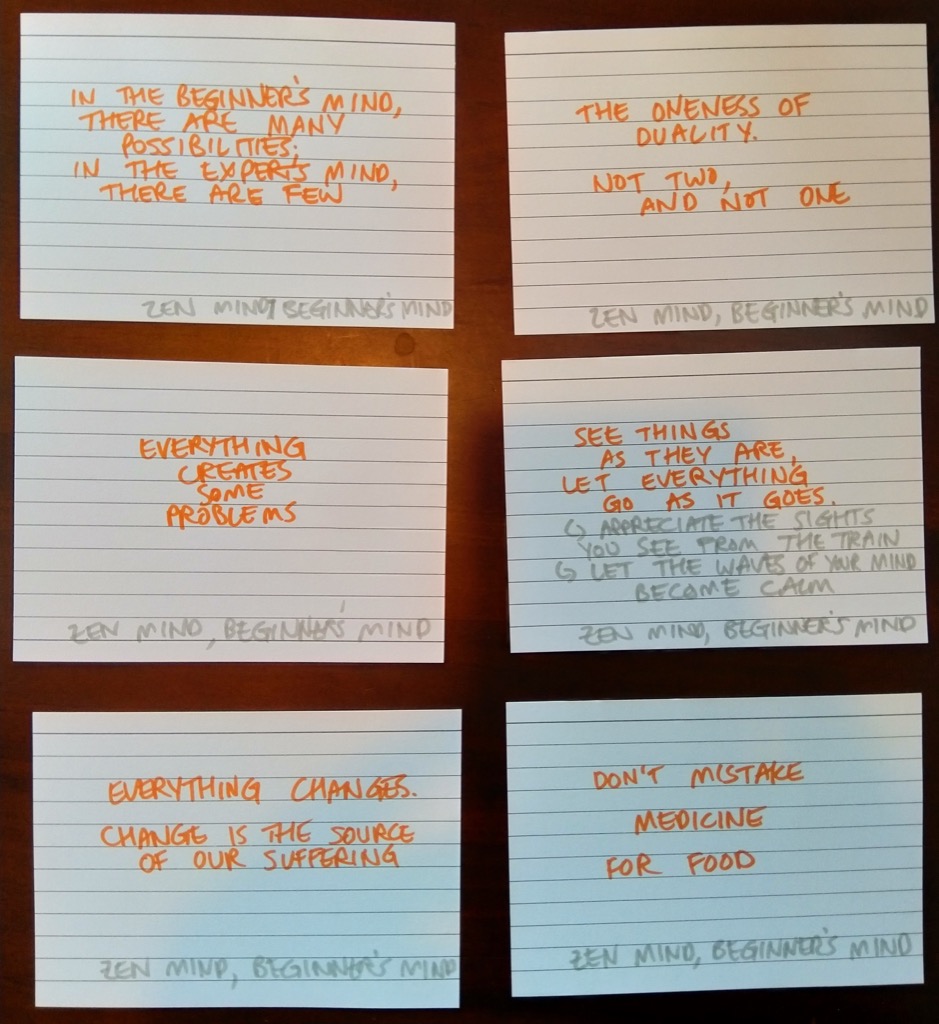 IN THE BEGINNER'S MIND,
THERE ARE MANY
POSSIBILITIES;
IN THE EXPERT'S MIND,
THERE ARE FEW
ZEN MIND, BEGINNER'S MIND
THE ONENESS OF
DUALITY.
NOT TWO,
AND NOT ONE
ZEN MIND, BEGINNER'S MIND
EVERYTHING
CREATES
SOME
PROBLEMS
ZEN MIND, BEGINNER'S MIND
SEE THINGS
AS THEY ARE,
LET EVERYTHING
GO AS IT GOES.
↪ APPRECIATE THE SIGHTS
YOU SEE FROM THE TRAIN
↪ LET THE WAVES OF YOUR MIND
BECOME CALM
ZEN MIND, BEGINNER'S MIND
EVERYTHING CHANGES.
CHANGE IS THE SOURCE
OF OUR SUFFERING
ZEN MIND, BEGINNER'S MIND
DON'T MISTAKE
MEDICINE
FOR FOOD
ZEN MIND, BEGINNER'S MIND